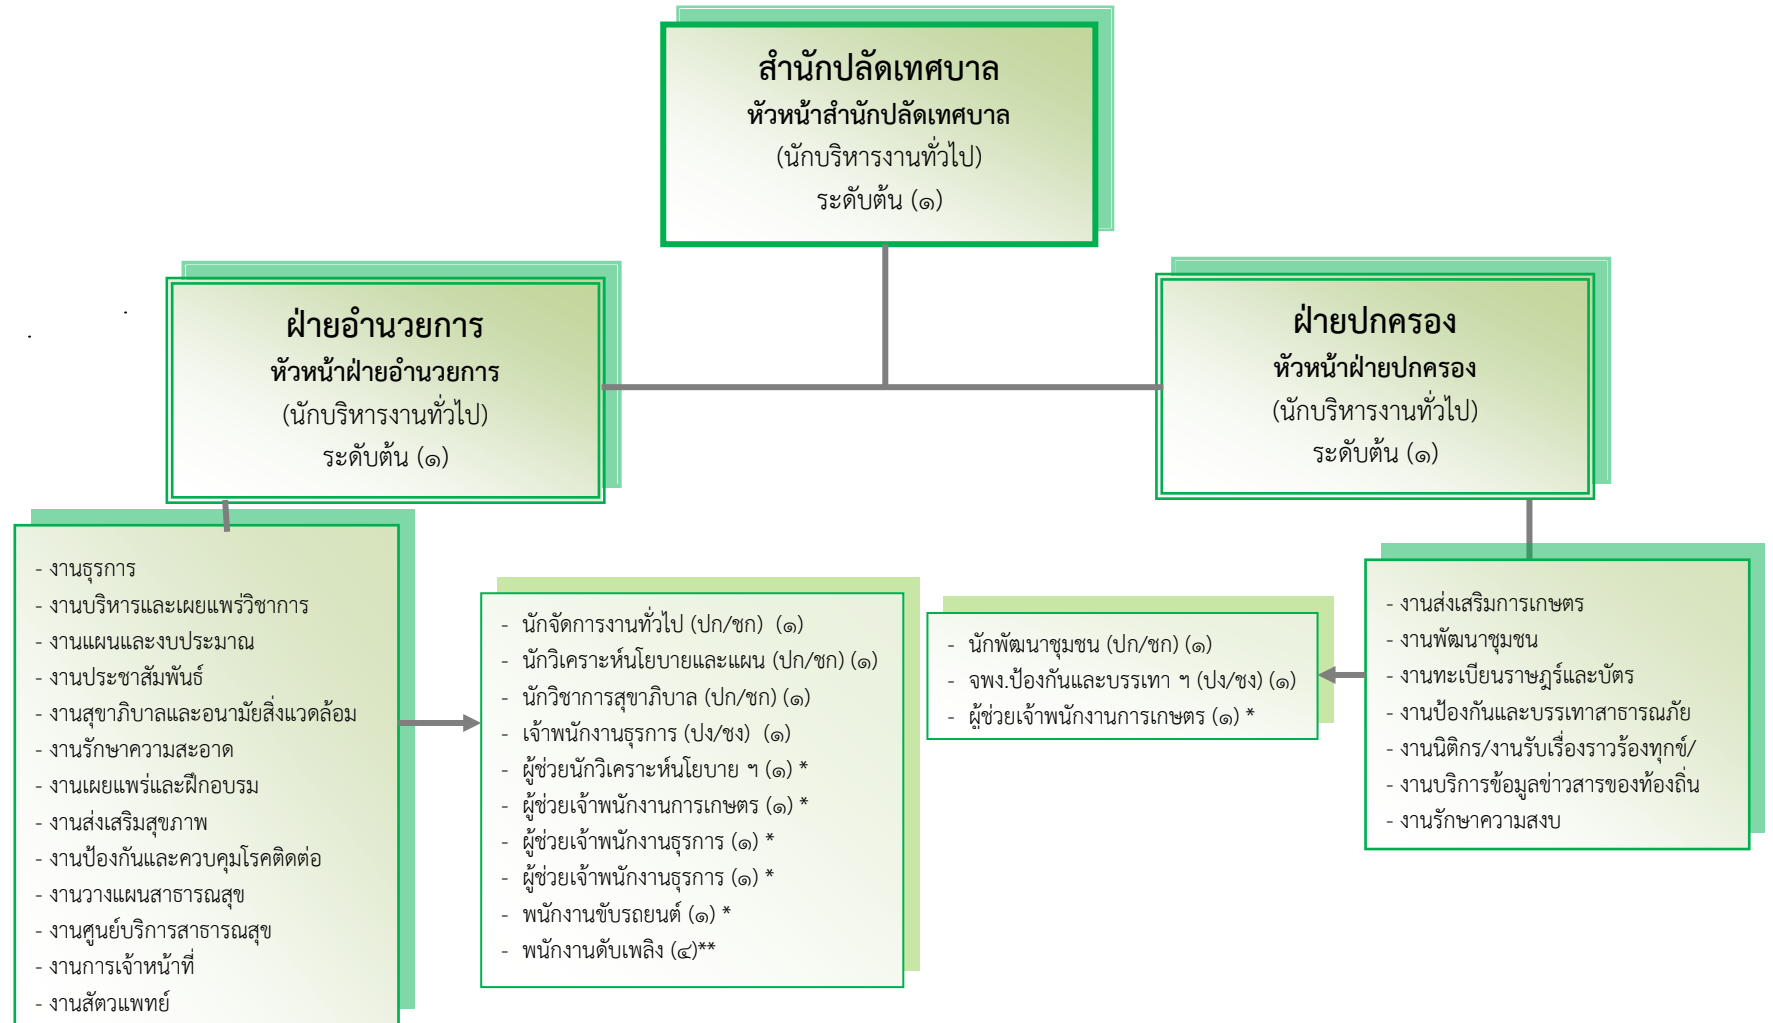 สำนักปลัดเทศบาล
หัวหน้าสำนักปลัดเทศบาล
(นักบริหารงานทั่วไป)
ระดับต้น (๑)
ฝ่ายอำนวยการ
หัวหน้าฝ่ายอำนวยการ
(นักบริหารงานทั่วไป)
ระดับต้น (๑)
ฝ่ายปกครอง
หัวหน้าฝ่ายปกครอง
(นักบริหารงานทั่วไป)
ระดับต้น (๑)
- งานธุรการ
- งานบริหารและเผยแพร่วิชาการ
- งานแผนและงบประมาณ
- งานประชาสัมพันธ์
- งานสุขาภิบาลและอนามัยสิ่งแวดล้อม
- งานรักษาความสะอาด
- งานเผยแพร่และฝึกอบรม
- งานส่งเสริมสุขภาพ
- งานป้องกันและควบคุมโรคติดต่อ
- งานวางแผนสาธารณสุข
- งานศูนย์บริการสาธารณสุข
- งานการเจ้าหน้าที่
- งานสัตวแพทย์
- นักจัดการงานทั่วไป (ปก/ชก) (๑)
- นักวิเคราะห์นโยบายและแผน (ปก/ชก) (๑)
- นักวิชาการสุขาภิบาล (ปก/ชก) (๑)
- เจ้าพนักงานธุรการ (ปง/ชง) (๑)
- ผู้ช่วยนักวิเคราะห์นโยบาย ฯ (๑) *
- ผู้ช่วยเจ้าพนักงานการเกษตร (๑) *
- ผู้ช่วยเจ้าพนักงานธุรการ (๑) *
- ผู้ช่วยเจ้าพนักงานธุรการ (๑) *
- พนักงานขับรถยนต์ (๑) *
- พนักงานดับเพลิง (๔)**
- นักพัฒนาชุมชน (ปก/ชก) (๑)
- จพง.ป้องกันและบรรเทา ฯ (ปง/ชง) (๑)
- ผู้ช่วยเจ้าพนักงานการเกษตร (๑) *
- งานส่งเสริมการเกษตร
- งานพัฒนาชุมชน
- งานทะเบียนราษฎร์และบัตร
- งานป้องกันและบรรเทาสาธารณภัย
- งานนิติกร/งานรับเรื่องราวร้องทุกข์/
- งานบริการข้อมูลข่าวสารของท้องถิ่น
- งานรักษาความสงบ